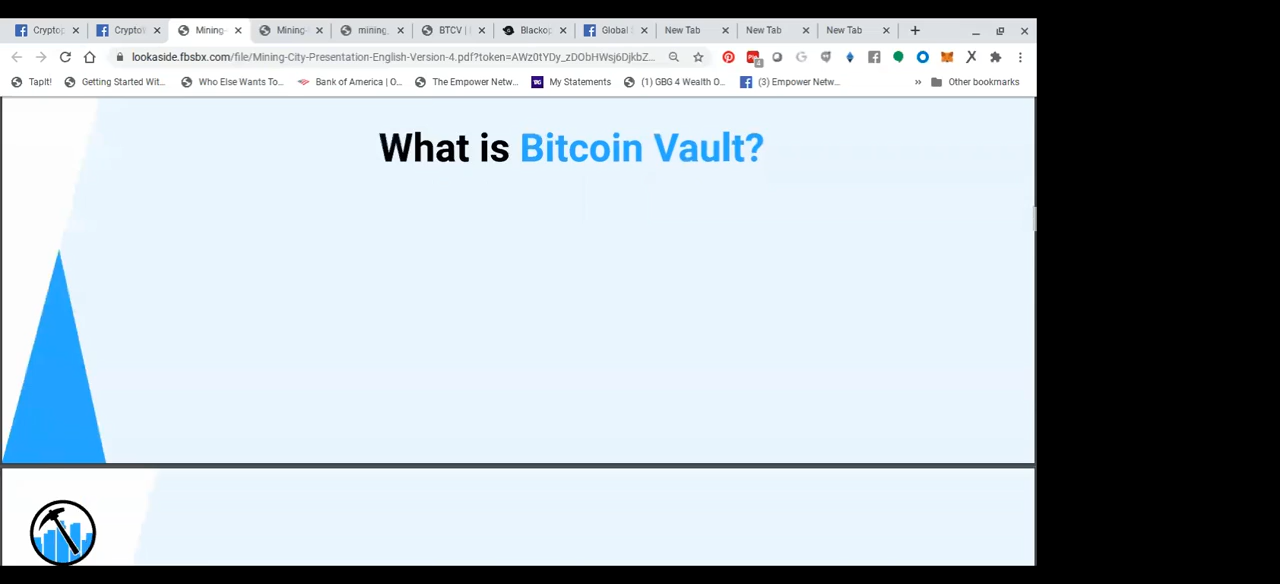 Cryptop
CryptoV
Mining-
Mining-
mining
BTCV |
Blackop
Global
New Tab
New Tab
New Tab
lookaside.fbsbx.com/file/Mining-City-Presentation-English-Version-4.pdf?token=AWz0tYDy_zDObHWsj6DjkbZ...
TapIt!
Getting Started Wit...
Who Else Wants To...
Bank of America | O...
The Empower Netw...
My Statements
(1) GBG 4 Wealth O...
(3) Empower Netw...
»
Other bookmarks
What is Bitcoin Vault?